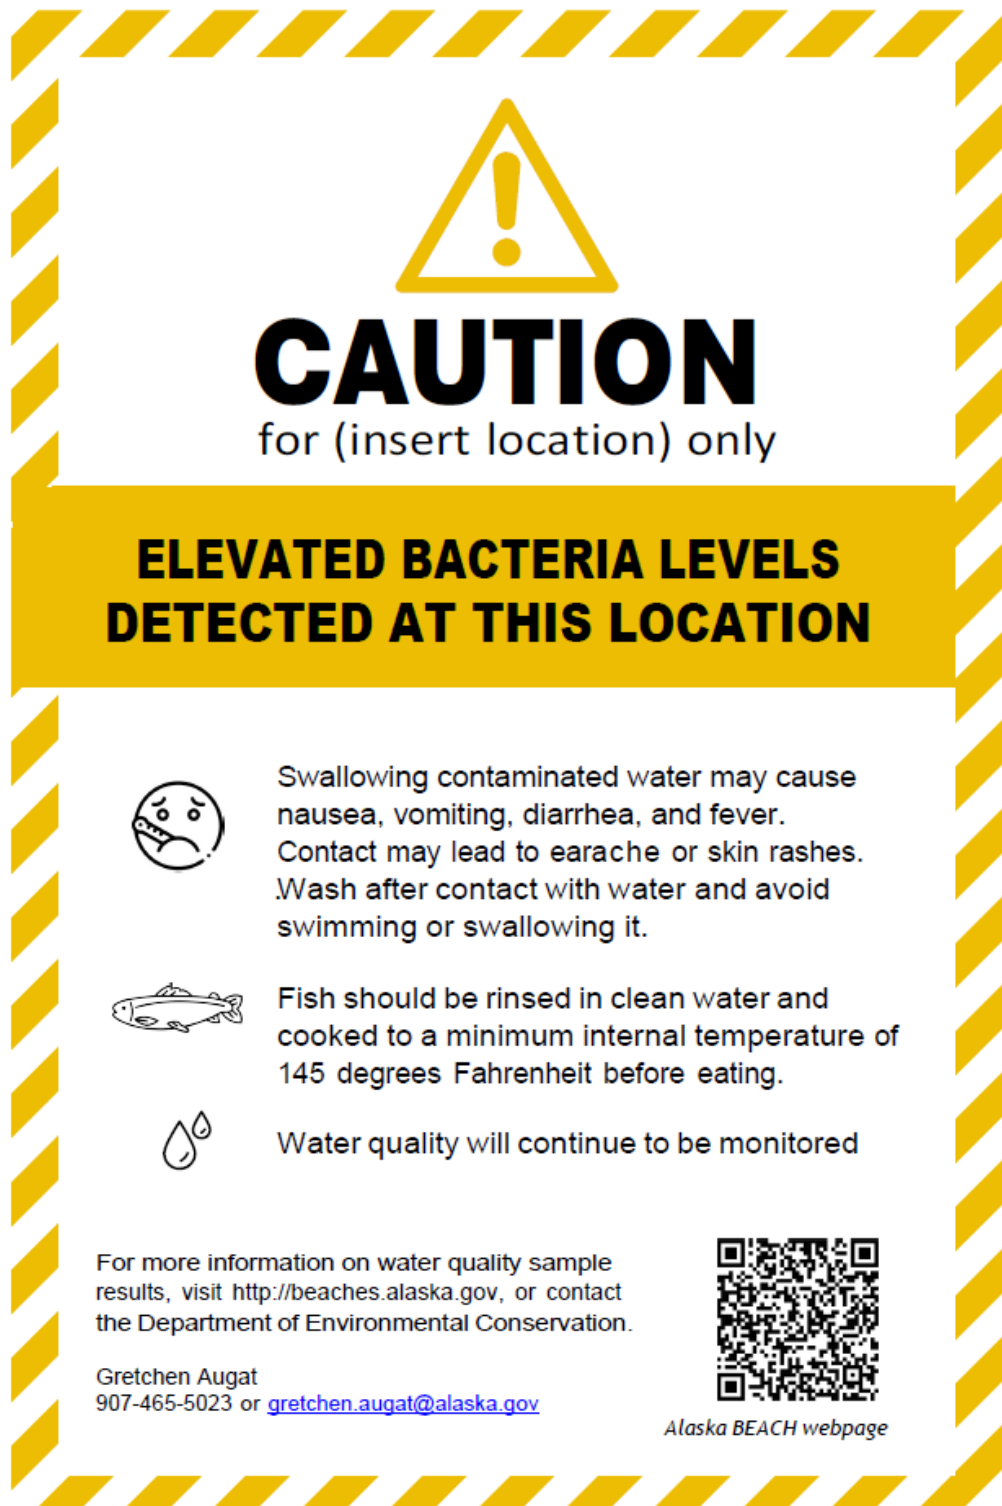 CAUTION
for (insert location) only
ELEVATED BACTERIA LEVELS
DETECTED AT THIS LOCATION
Swallowing contaminated water may cause
nausea, vomiting, diarrhea, and fever.
Contact may lead to earache or skin rashes.
.Wash after contact with water and avoid
swimming or swallowing it.
Fish should be rinsed in clean water and
cooked to a minimum internal temperature of
145 degrees Fahrenheit before eating.
Water quality will continue to be monitored
For more information on water quality sample
results, visit http://beaches.alaska.gov, or contact
the Department of Environmental Conservation.
Gretchen Augat
907-465-5023 or gretchen.augat@alaska.gov
Alaska BEACH webpage